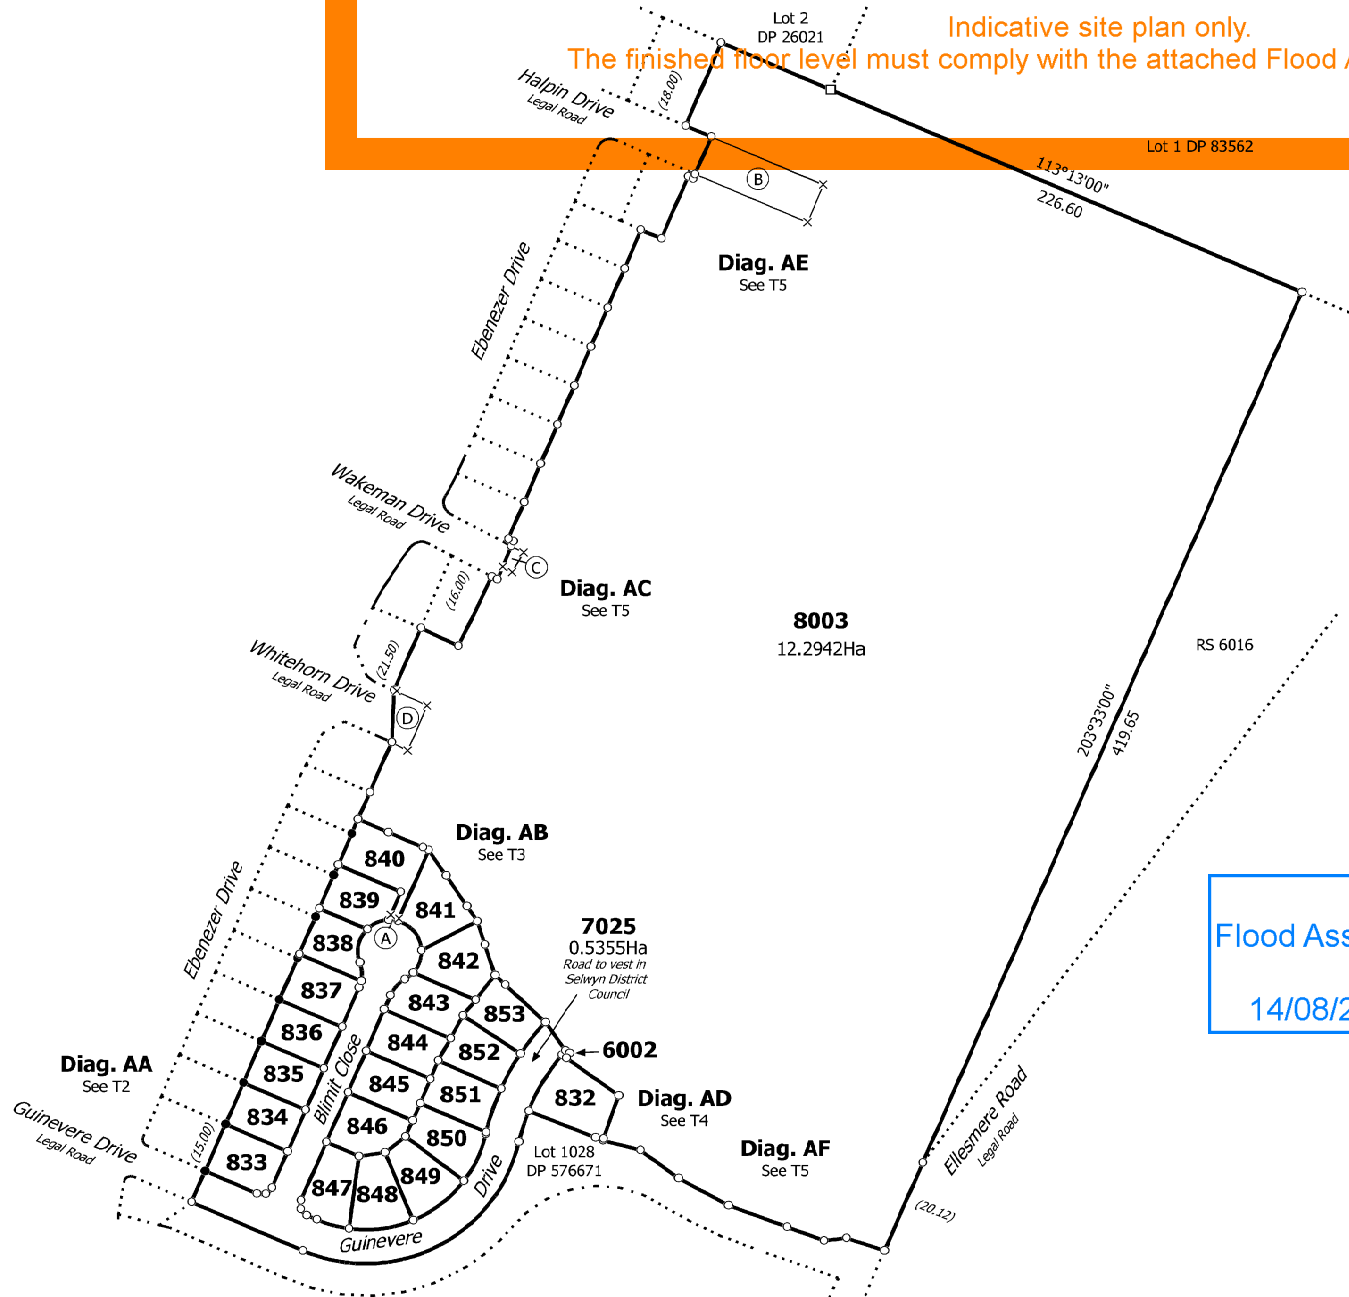 Lot 2
DP 26021
Indicative site plan only.
The finished floor level must comply with the attached Flood
Halpin Drive
Legal Road
(18.00)
Lot 1 DP 83562
113°13'00"
226.60
B
Diag. AE
See T5
Ebenezer Drive
Wakeman Drive
Legal Road
C
(16.00)
Diag. AC
See T5
8003
12.2942Ha
RS 6016
Whitehorn Drive
Legal Road
(21.50)
D
203°33'00"
419.65
Diag. AB
See T3
840
839
841
838
A
842
7025
0.5355Ha
Road to vest in
Selwyn District
Council
Ebenezer Drive
837
843
853
836
844
852
6002
835
845
851
832
Blimit Close
Diag. AA
See T2
834
846
850
Diag. AD
See T4
Guinevere Drive
Legal Road
(15.00)
833
847
848
849
Lot 1028
DP 576671
Diag. AF
See T5
Guinevere
Drive
Ellesmere Road
Legal Road
(20.12)
Flood Ass
14/08/2